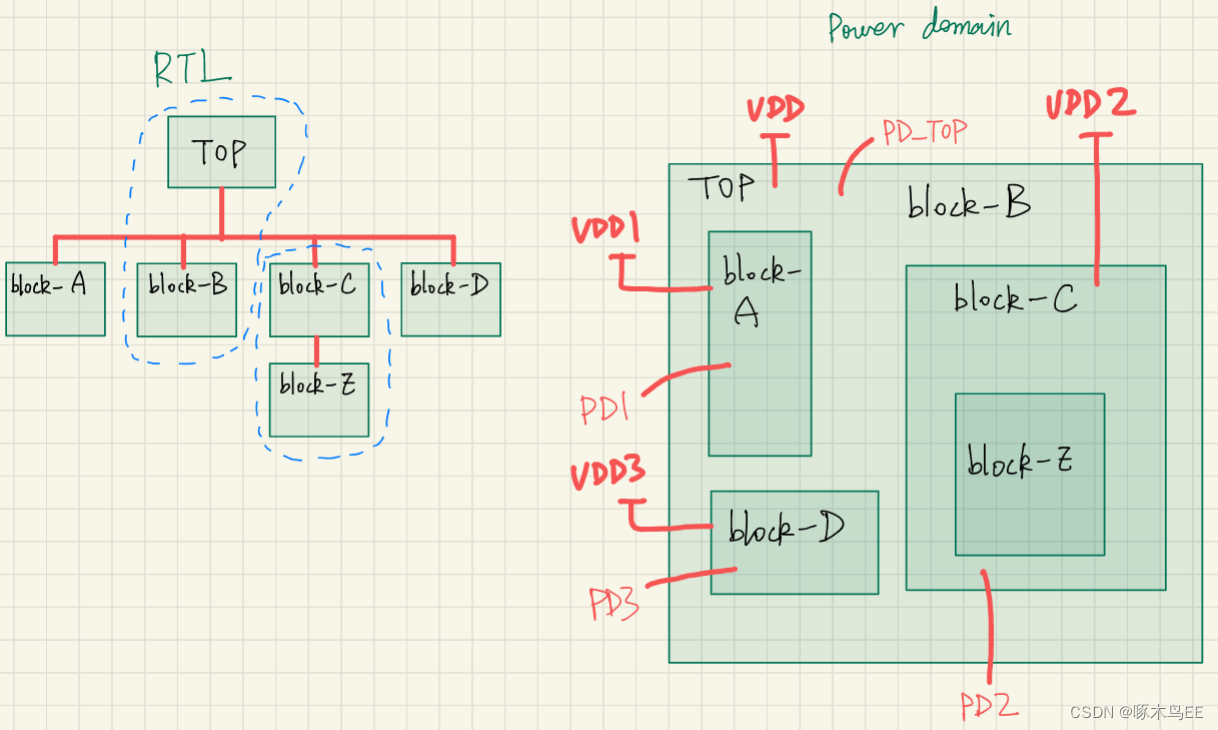 RTL
TOP
block-A
block-B
block-C
block-D
block-Z
Power domain
VDD
PD_TOP
VDD2
TOP
block-B
VDD1
block-
A
block-C
PD1
block-Z
VDD3
block-D
PD3
PD2
CSDN @啄木鸟EE